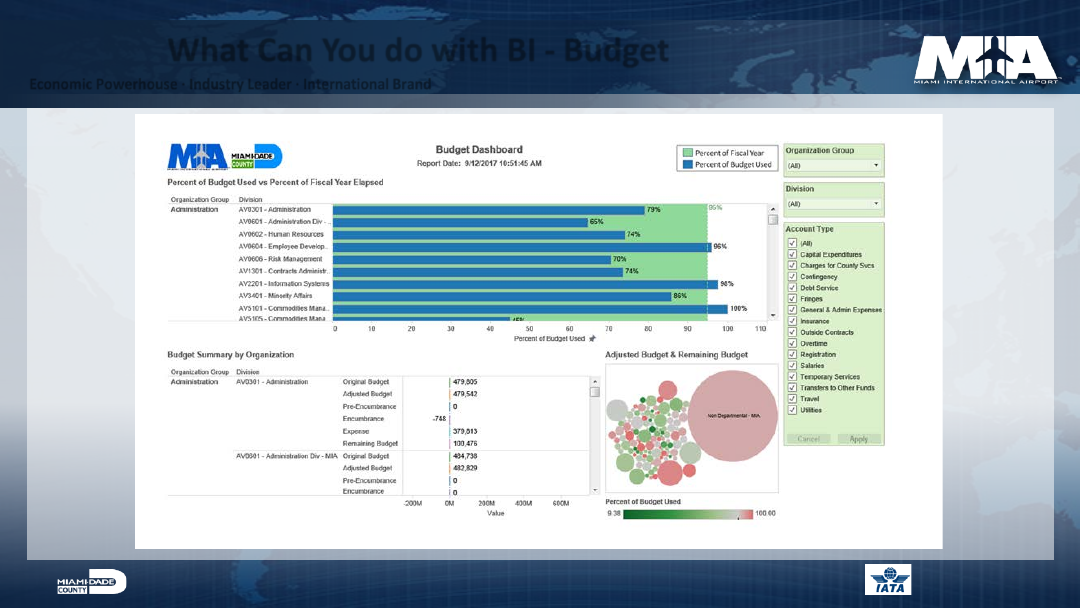 What Can You do with BI - Budget
Economic Powerhouse · Industry Leader · International Brand
MIA
MIAMI INTERNATIONAL AIRPORT
MIA
MIAMI-DADE
COUNTY
Budget Dashboard
Report Date: 9/12/2017 10:51:45 AM
Percent of Fiscal Year
Percent of Budget Used
Organization Group
(All)
Division
(All)
Percent of Budget Used vs Percent of Fiscal Year Elapsed
Organization Group Division
Administration
AV0301 - Administration 79% 95%
AV0601 - Administration Div - .. 65%
AV0602 - Human Resources 74%
AV0604 - Employee Develop.. 96%
AV0606 - Risk Management 70%
AV1301 - Contracts Administr.. 74%
AV2201 - Information Systems 98%
AV3401 - Minority Affairs 86%
AV5101 - Commodities Mana.. 100%
AV5105 - Commodities Mana 45%
0 10 20 30 40 50 60 70 80 90 100 110
Percent of Budget Used
Account Type
(All)
Capital Expenditures
Charges for County Svcs
Contingency
Debt Service
Fringes
General & Admin Expenses
Insurance
Outside Contracts
Overtime
Registration
Salaries
Temporary Services
Transfers to Other Funds
Travel
Utilities
Cancel Apply
Budget Summary by Organization
Organization Group Division
Administration AV0301 - Administration Original Budget 479,505
Adjusted Budget 479,542
Pre-Encumbrance 0
Encumbrance -748
Expense 379,813
Remaining Budget 100,476
AV0601 - Administration Div - MIA Original Budget 484,738
Adjusted Budget 482,829
Pre-Encumbrance 0
Encumbrance 0
-200M 0M 200M 400M 600M
Value
Adjusted Budget & Remaining Budget
Non Departmental - MIA
Percent of Budget Used
9.38 100.00
MIAMI-DADE
COUNTY
IATA